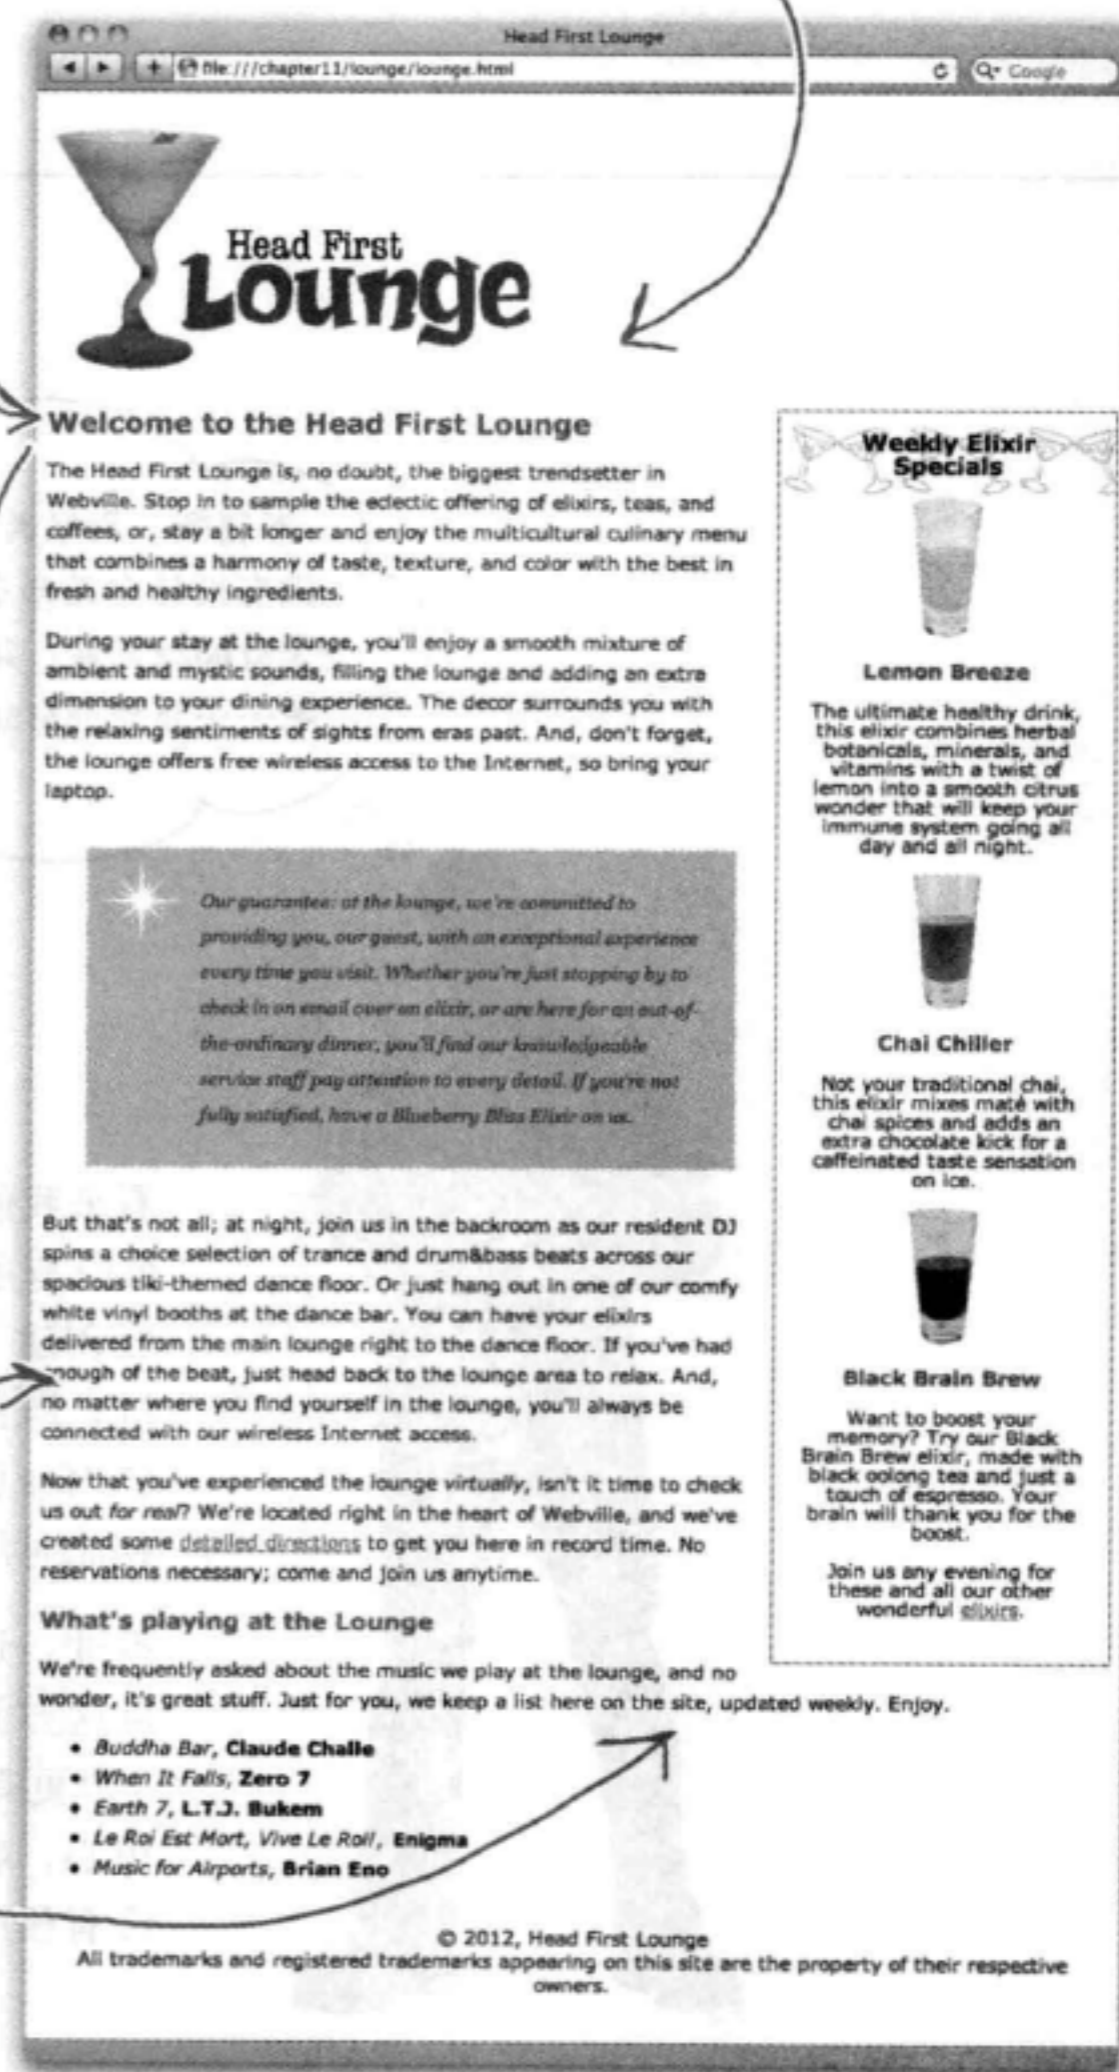 Head First Lounge
file:///chapter11/lounge/lounge.html
Google
Head First
Lounge
Welcome to the Head First Lounge
The Head First Lounge is, no doubt, the biggest trendsetter in
Webville. Stop in to sample the eclectic offering of elixirs, teas, and
coffees, or, stay a bit longer and enjoy the multicultural culinary menu
that combines a harmony of taste, texture, and color with the best in
fresh and healthy ingredients.
During your stay at the lounge, you'll enjoy a smooth mixture of
ambient and mystic sounds, filling the lounge and adding an extra
dimension to your dining experience. The decor surrounds you with
the relaxing sentiments of sights from eras past. And, don't forget,
the lounge offers free wireless access to the Internet, so bring your
laptop.
Our guarantee: at the lounge, we're committed to
providing you, our guest, with an exceptional experience
every time you visit. Whether you're just stopping by to
check in on email over an elixir, or are here for an out-of-
the-ordinary dinner, you'll find our knowledgeable
service staff pay attention to every detail. If you're not
fully satisfied, have a Blueberry Bliss Elixir on us.
But that's not all; at night, join us in the backroom as our resident DJ
spins a choice selection of trance and drum&bass beats across our
spacious tiki-themed dance floor. Or just hang out in one of our comfy
white vinyl booths at the dance bar. You can have your elixirs
delivered from the main lounge right to the dance floor. If you've had
enough of the beat, just head back to the lounge area to relax. And,
no matter where you find yourself in the lounge, you'll always be
connected with our wireless Internet access.
Now that you've experienced the lounge virtually, isn't it time to check
us out for real? We're located right in the heart of Webville, and we've
created some detailed directions to get you here in record time. No
reservations necessary; come and join us anytime.
What's playing at the Lounge
We're frequently asked about the music we play at the lounge, and no
wonder, it's great stuff. Just for you, we keep a list here on the site, updated weekly. Enjoy.
• Buddha Bar, Claude Challe
• When It Falls, Zero 7
• Earth 7, L.T.J. Bukem
• Le Roi Est Mort, Vive Le Roi!, Enigma
• Music for Airports, Brian Eno
Weekly Elixir
Specials
Lemon Breeze
The ultimate healthy drink,
this elixir combines herbal
botanicals, minerals, and
vitamins with a twist of
lemon into a smooth citrus
wonder that will keep your
immune system going all
day and all night.
Chai Chiller
Not your traditional chai,
this elixir mixes maté with
chai spices and adds an
extra chocolate kick for a
caffeinated taste sensation
on ice.
Black Brain Brew
Want to boost your
memory? Try our Black
Brain Brew elixir, made with
black oolong tea and just a
touch of espresso. Your
brain will thank you for the
boost.
Join us any evening for
these and all our other
wonderful elixirs.
© 2012, Head First Lounge
All trademarks and registered trademarks appearing on this site are the property of their respective
owners.